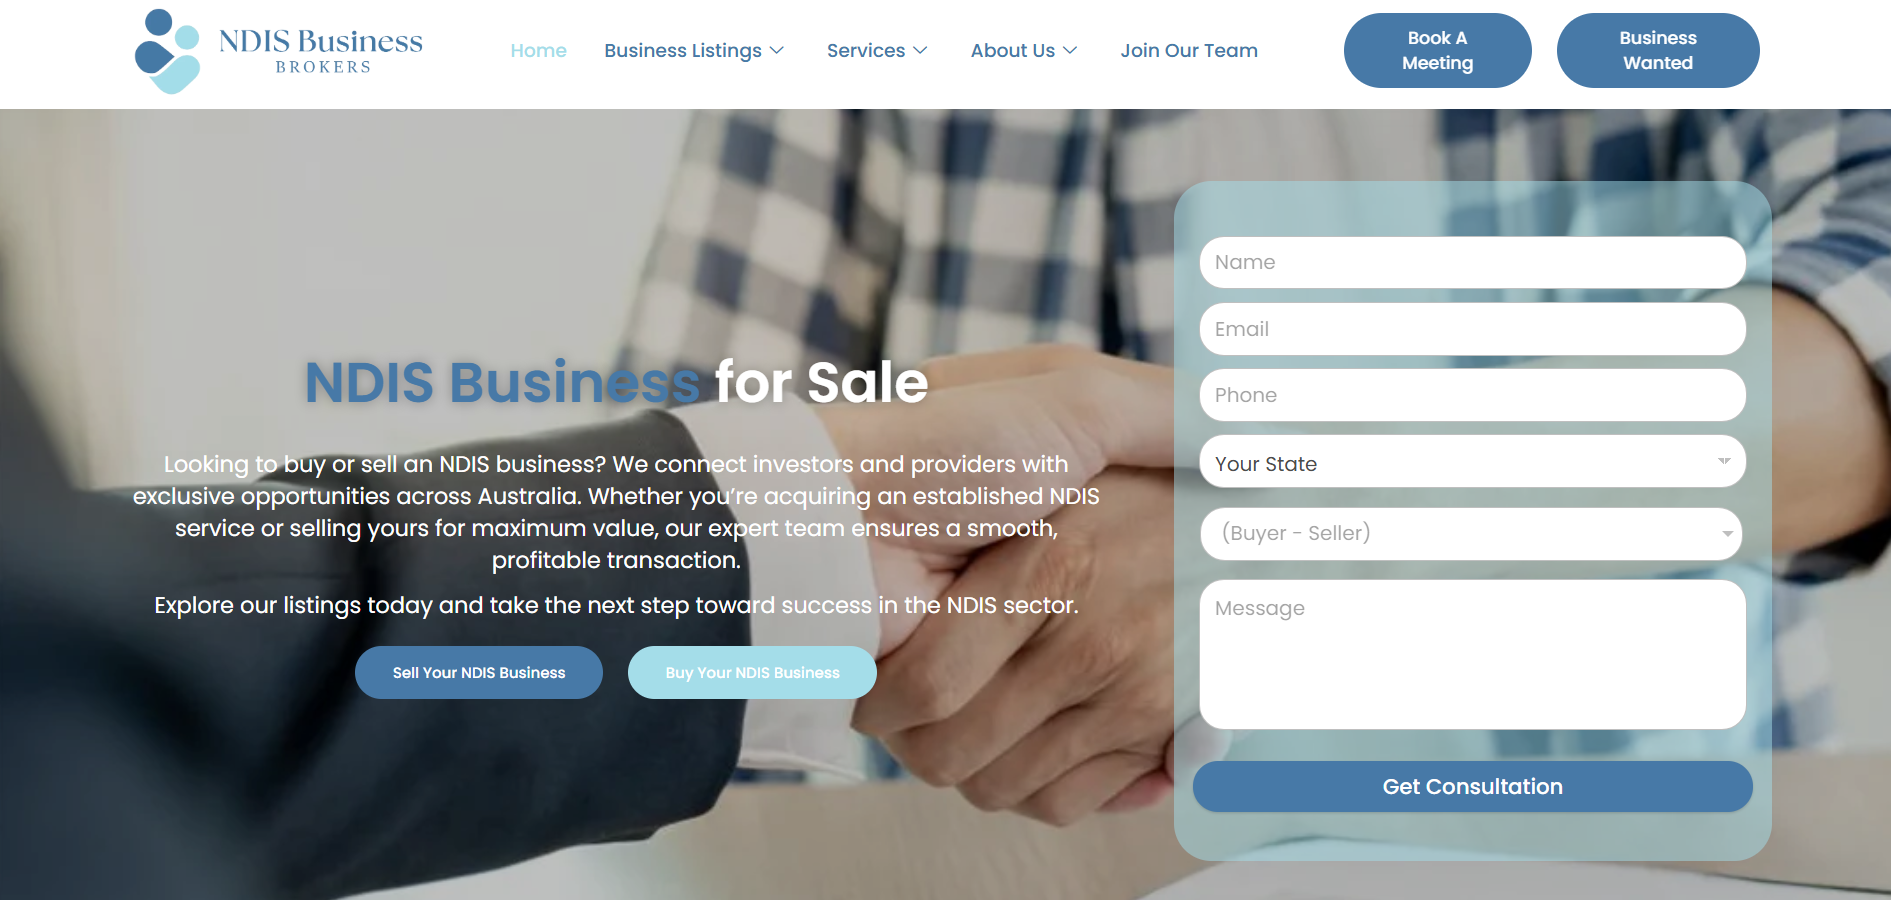 NDIS Business
BROKERS
Home
Business Listings
Services
About Us
Join Our Team
Book A
Meeting
Business
Wanted
NDIS Business for Sale
Looking to buy or sell an NDIS business? We connect investors and providers with
exclusive opportunities across Australia. Whether you’re acquiring an established NDIS
service or selling yours for maximum value, our expert team ensures a smooth,
profitable transaction.
Explore our listings today and take the next step toward success in the NDIS sector.
Sell Your NDIS Business
Buy Your NDIS Business
Name
Email
Phone
Your State
(Buyer - Seller)
Message
Get Consultation